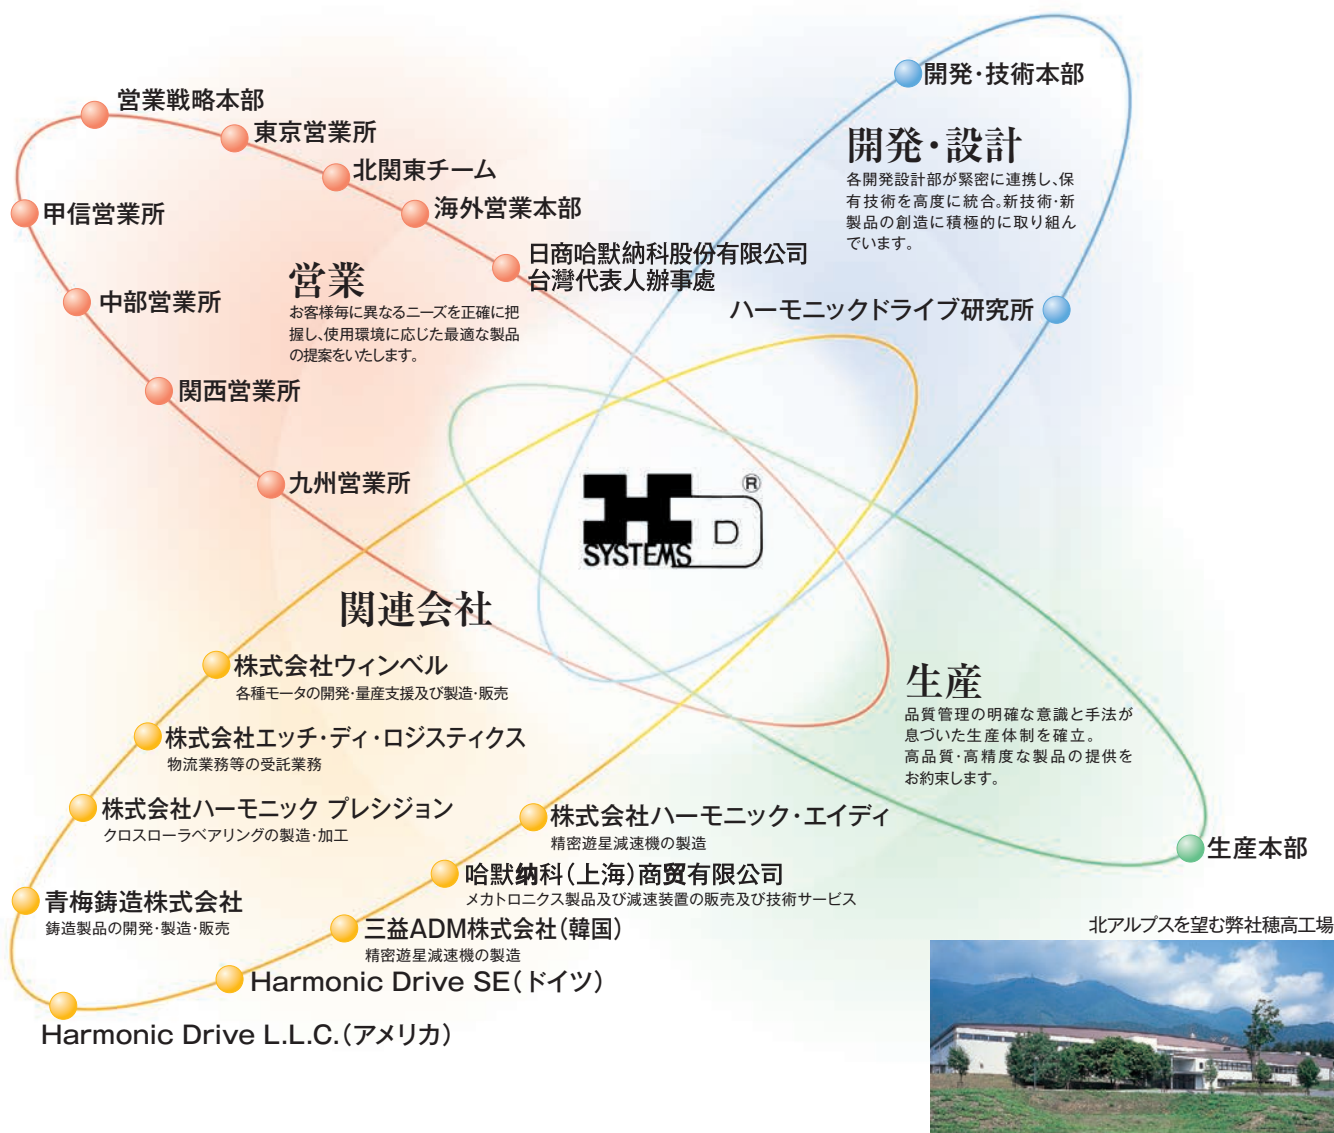 営業戦略本部
東京営業所
北関東チーム
海外営業本部
日商哈默納科股份有限公司
台灣代表人辦事處
甲信営業所
中部営業所
関西営業所
九州営業所
営業
お客様毎に異なるニーズを正確に把
握し、使用環境に応じた最適な製品
の提案をいたします。
開発・技術本部
開発・設計
各開発設計部が緊密に連携し、保
有技術を高度に統合。新技術・新
製品の創造に積極的に取り組ん
でいます。
ハーモニックドライブ研究所
H
D
®
SYSTEMS
関連会社
株式会社ウィンベル
各種モータの開発・量産支援及び製造・販売
株式会社エッチ・ディ・ロジスティクス
物流業務等の受託業務
株式会社ハーモニック プレシジョン
クロスローラベアリングの製造・加工
青梅鋳造株式会社
鋳造製品の開発・製造・販売
Harmonic Drive L.L.C.(アメリカ)
Harmonic Drive SE(ドイツ)
三益ADM株式会社(韓国)
精密遊星減速機の製造
哈默纳科(上海)商贸有限公司
メカトロニクス製品及び減速装置の販売及び技術サービス
株式会社ハーモニック・エイディ
精密遊星減速機の製造
生産
品質管理の明確な意識と手法が
息づいた生産体制を確立。
高品質・高精度な製品の提供を
お約束します。
生産本部
北アルプスを望む弊社穂高工場